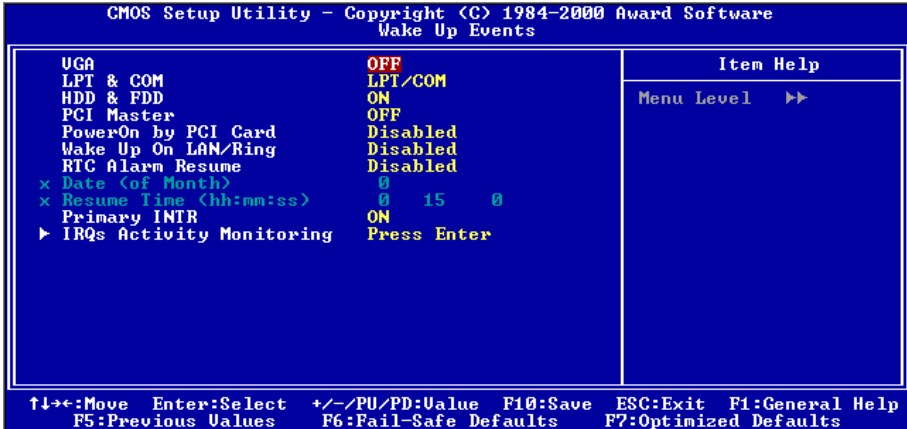 CMOS Setup Utility – Copyright (C) 1984–2000 Award Software
Wake Up Events
VGA OFF
LPT & COM LPT/COM
HDD & FDD ON
PCI Master OFF
PowerOn by PCI Card Disabled
Wake Up On LAN/Ring Disabled
RTC Alarm Resume Disabled
x Date (of Month) 0
x Resume Time (hh:mm:ss) 0 15 0
Primary INTR ON
▶ IRQs Activity Monitoring Press Enter
Item Help
Menu Level ▶▶
↑↓→←:Move Enter:Select +/-/PU/PD:Value F10:Save ESC:Exit F1:General Help
F5:Previous Values F6:Fail-Safe Defaults F7:Optimized Defaults